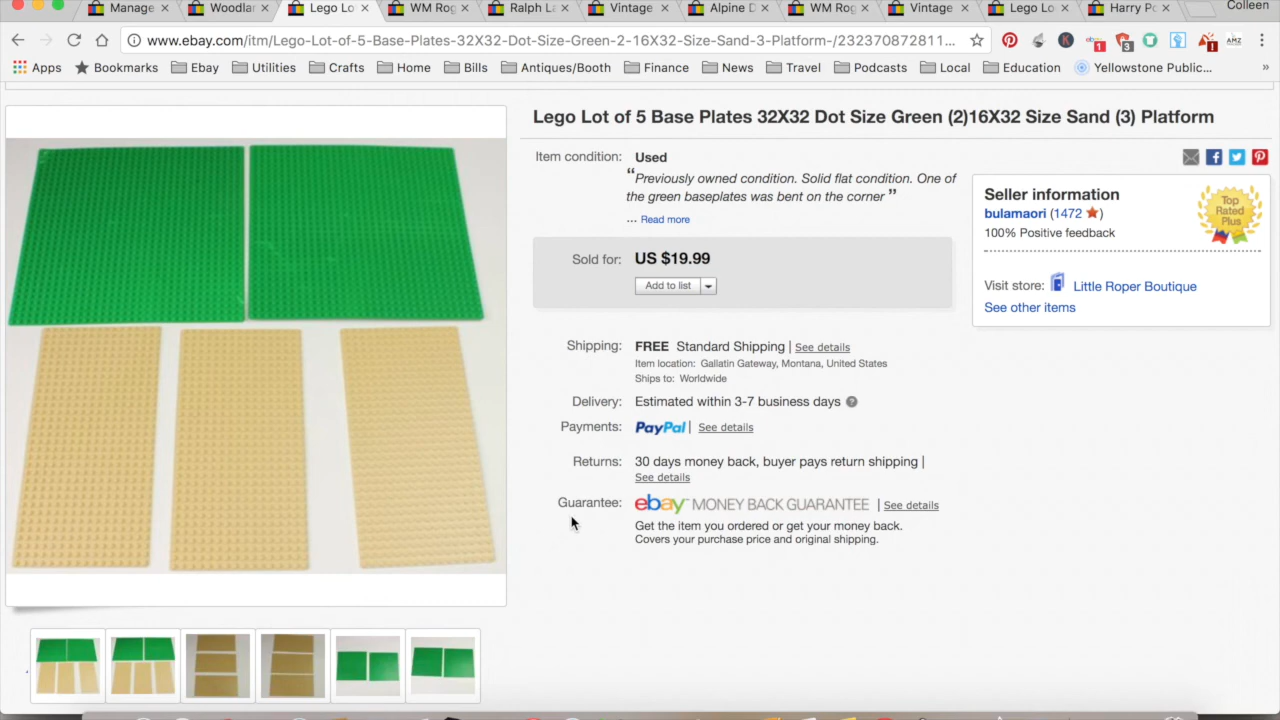 Manage
Woodlan
Lego Lo
WM Rog
Ralph La
Vintage
Alpine D
WM Rog
Vintage
Lego Lo
Harry Po
Colleen
www.ebay.com/itm/Lego-Lot-of-5-Base-Plates-32X32-Dot-Size-Green-2-16X32-Size-Sand-3-Platform-/232370872811...
Apps
Bookmarks
Ebay
Utilities
Crafts
Home
Bills
Antiques/Booth
Finance
News
Travel
Podcasts
Local
Education
Yellowstone Public...
»
Lego Lot of 5 Base Plates 32X32 Dot Size Green (2)16X32 Size Sand (3) Platform
Item condition: Used
“Previously owned condition. Solid flat condition. One of
the green baseplates was bent on the corner ”
... Read more
Sold for: US $19.99
Add to list
Shipping: FREE Standard Shipping | See details
Item location: Gallatin Gateway, Montana, United States
Ships to: Worldwide
Delivery: Estimated within 3-7 business days
Payments: PayPal | See details
Returns: 30 days money back, buyer pays return shipping |
See details
Guarantee: ebay MONEY BACK GUARANTEE | See details
Get the item you ordered or get your money back.
Covers your purchase price and original shipping.
Seller information
bulamaori (1472 )
100% Positive feedback
Top
Rated
Plus
Visit store: Little Roper Boutique
See other items